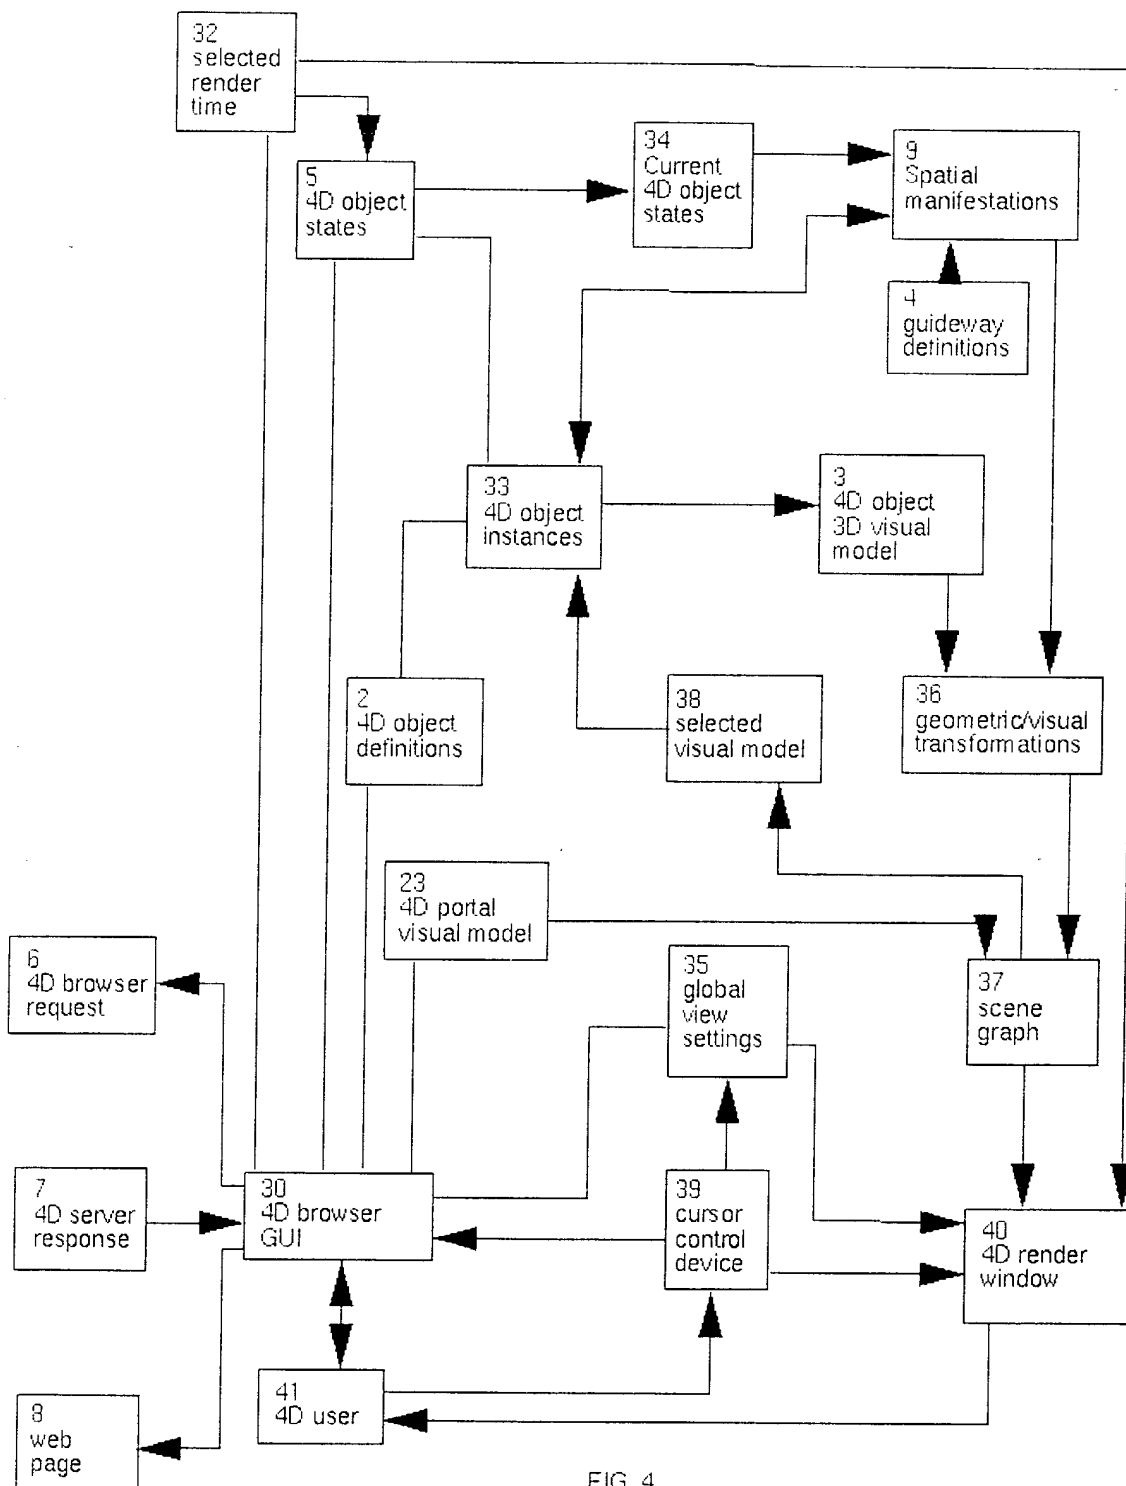 32
selected
render
time
5
4D object
states
34
Current
4D object
states
9
Spatial
manifestations
4
guideway
definitions
33
4D object
instances
3
4D object
3D visual
model
2
4D object
definitions
38
selected
visual model
36
geometric/visual
transformations
23
4D portal
visual model
6
4D browser
request
35
global
view
settings
37
scene
graph
7
4D server
response
30
4D browser
GUI
39
cursor
control
device
40
4D render
window
41
4D user
8
web
page
FIG. 4